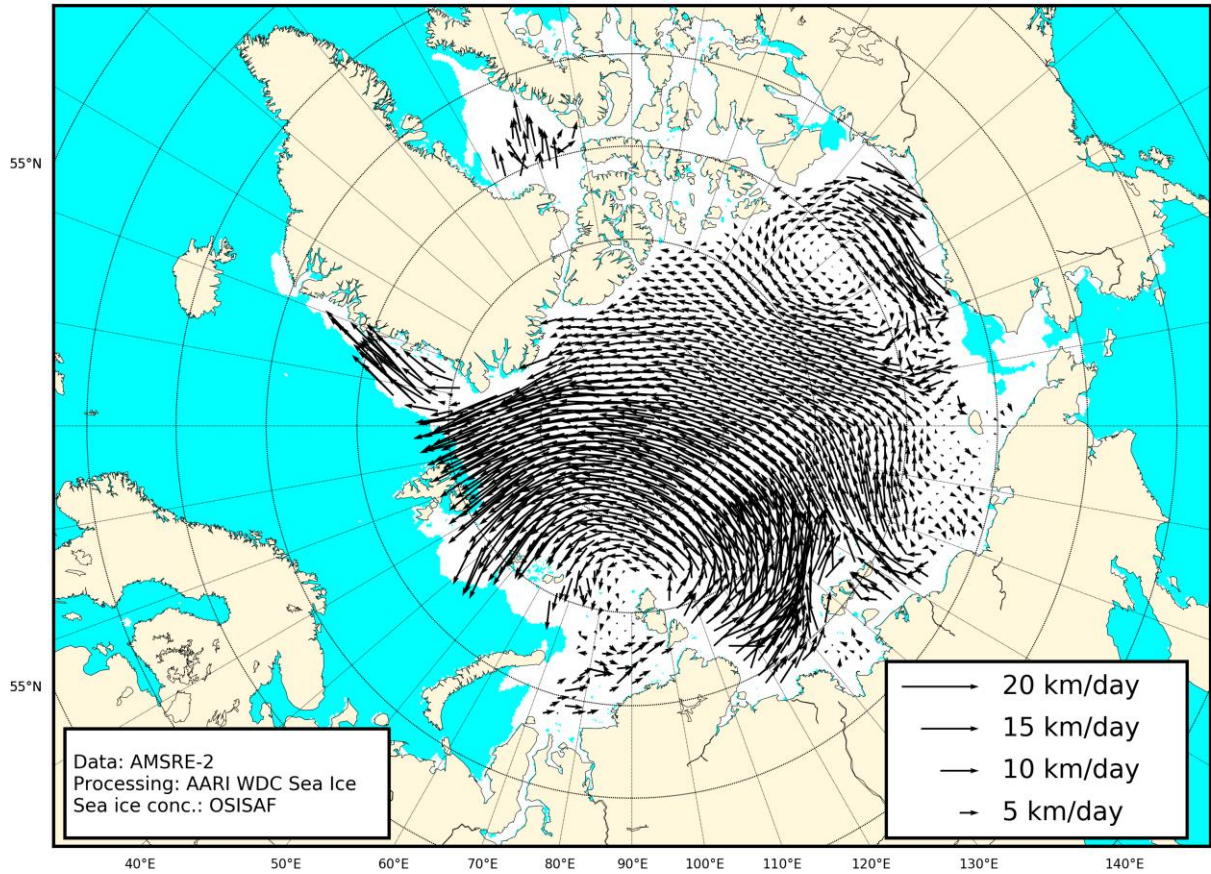 55°N
55°N
20 km/day
15 km/day
10 km/day
5 km/day
Data: AMSRE-2
Processing: AARI WDC Sea Ice
Sea ice conc.: OSISAF
40°E 50°E 60°E 70°E 80°E 90°E 100°E 110°E 120°E 130°E 140°E